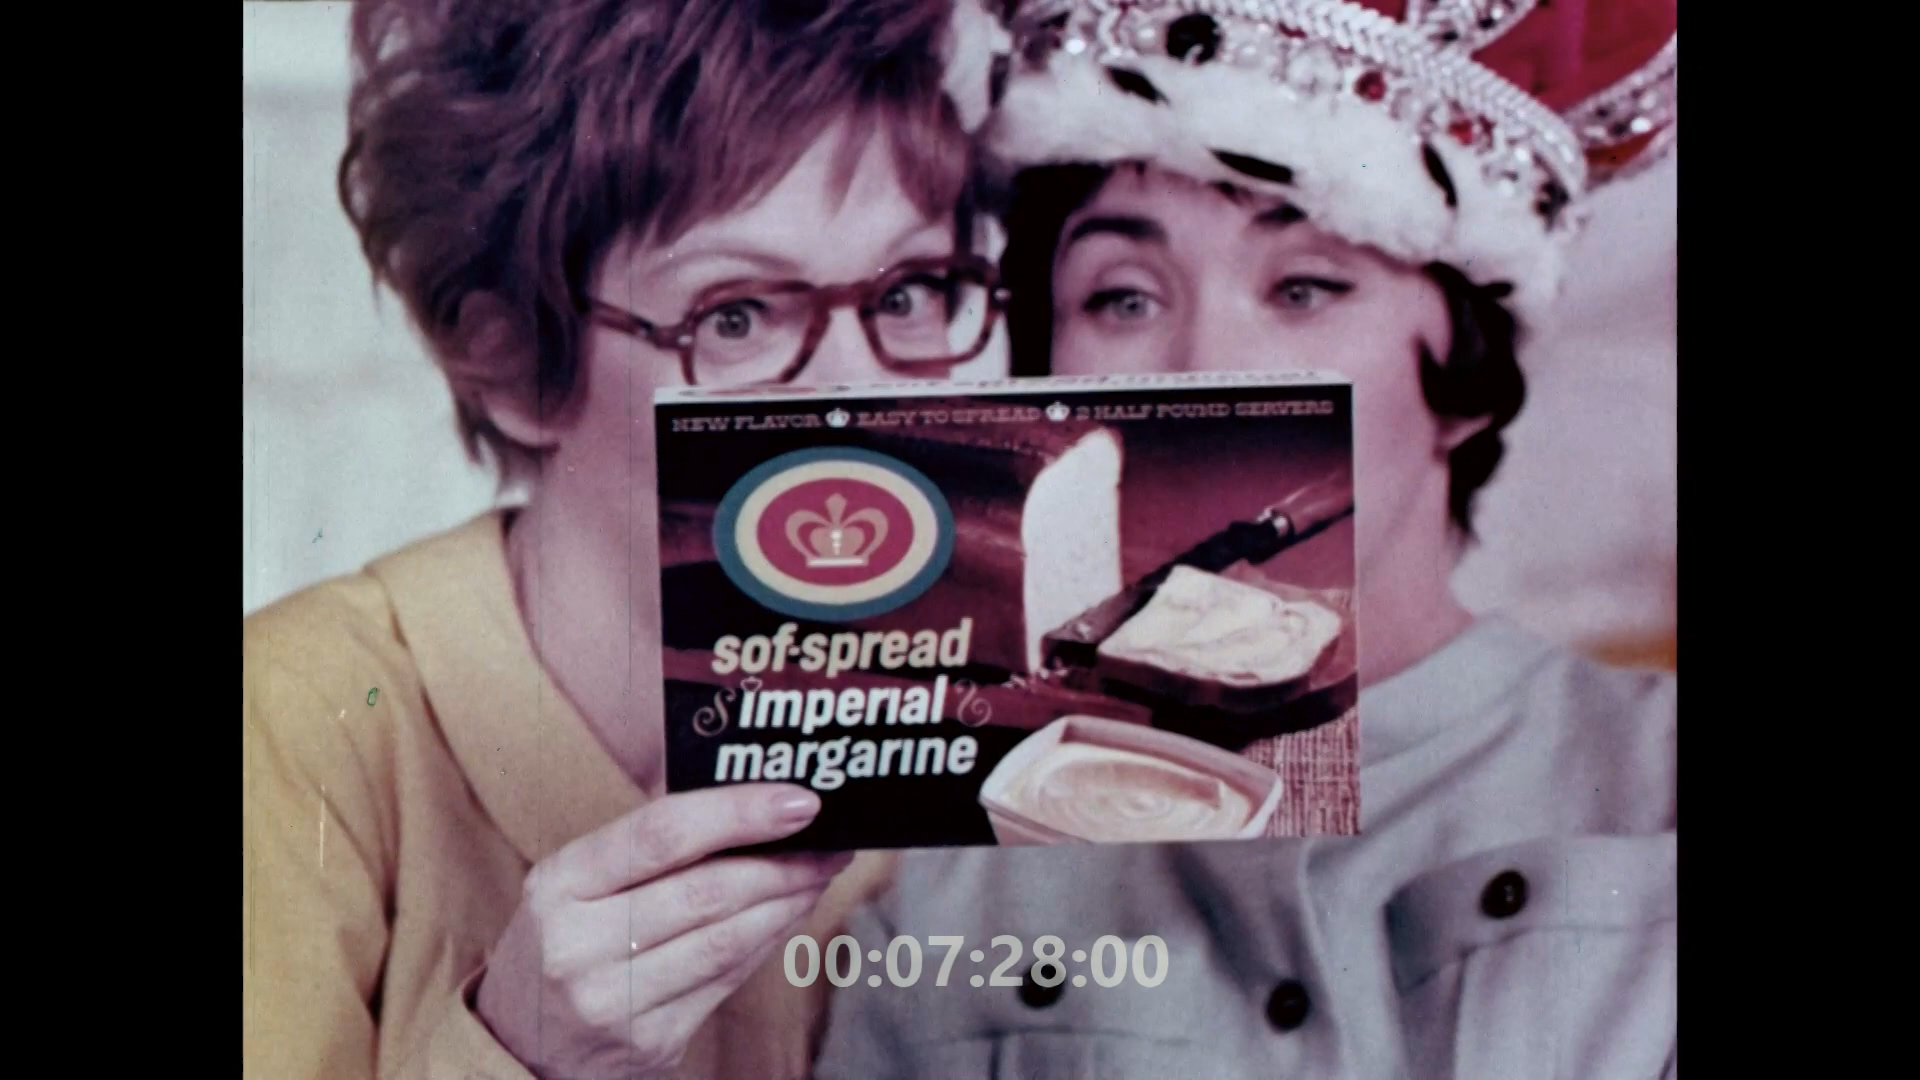 NEW FLAVOR EASY TO SPREAD 2 HALF POUND SERVERS
sof-spread
imperial
margarine
00:07:28:00